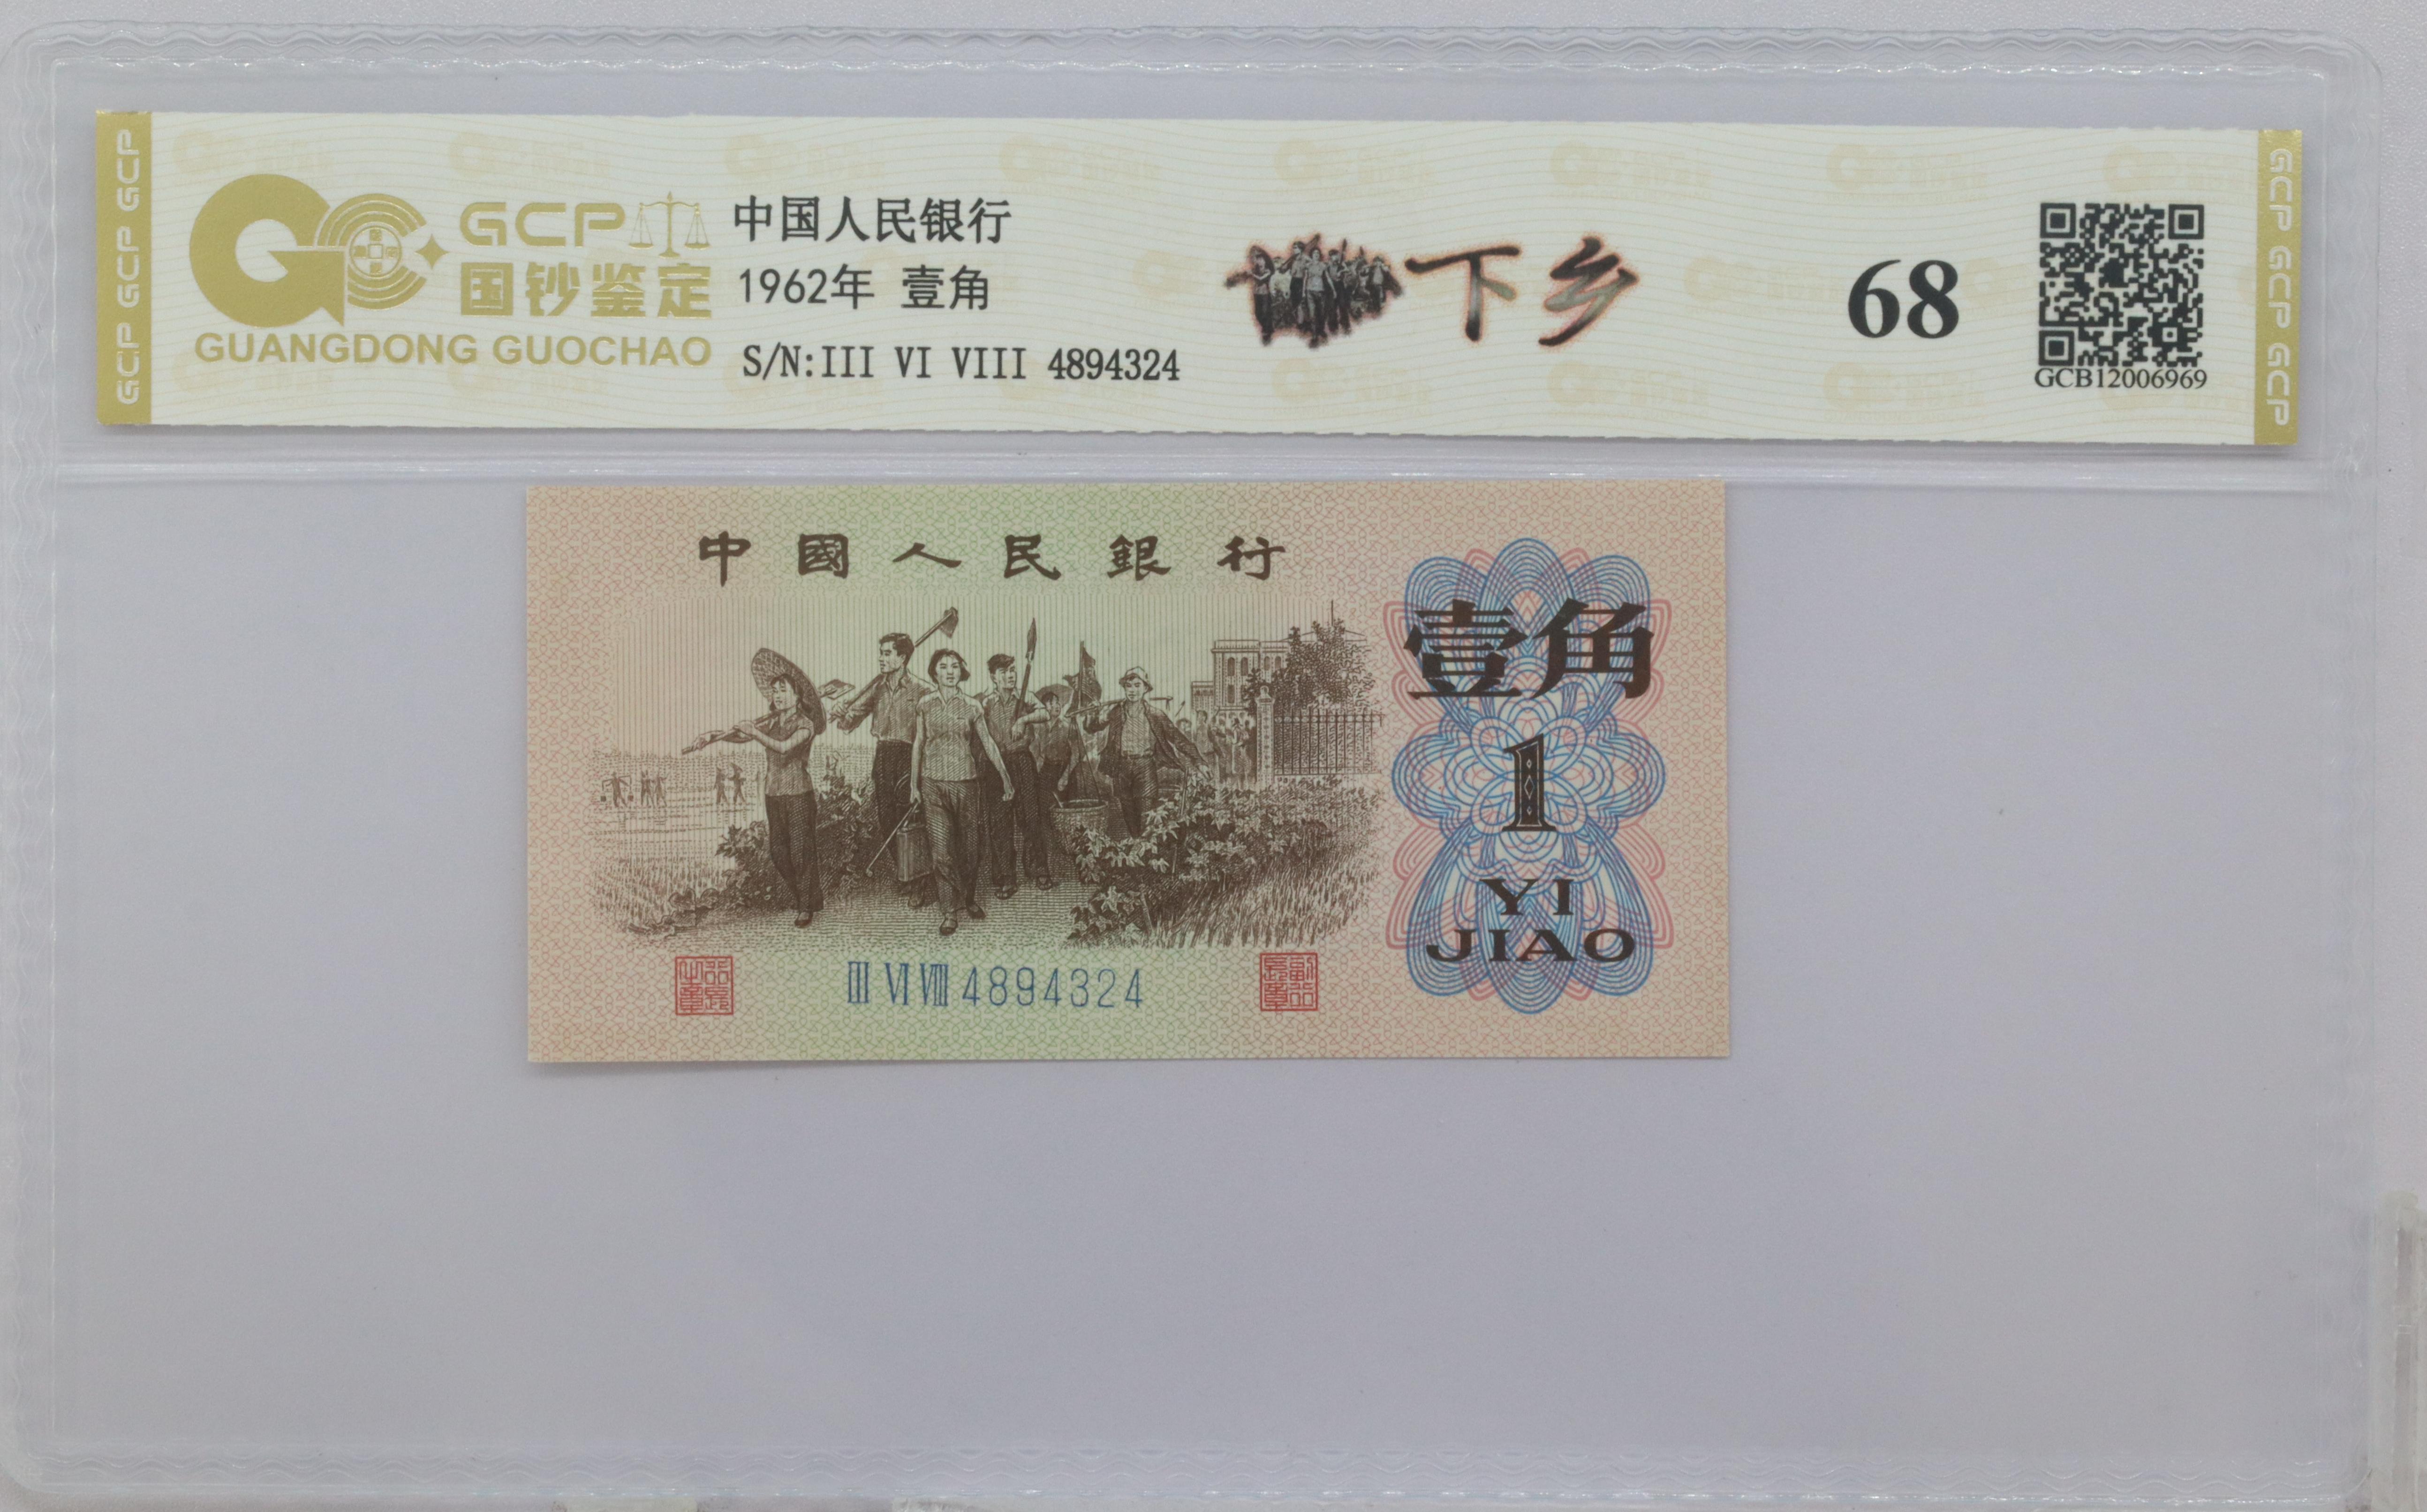 GCP GCP GCP
GCP
国钞鉴定
GUANGDONG GUOCHAO
中国人民银行
1962年 壹角
S/N:III VI VIII 4894324
下乡
68
GCB12006969
GCP GCP GCP
中國人民銀行
壹角
1
YI
JIAO
III VI VIII 4894324